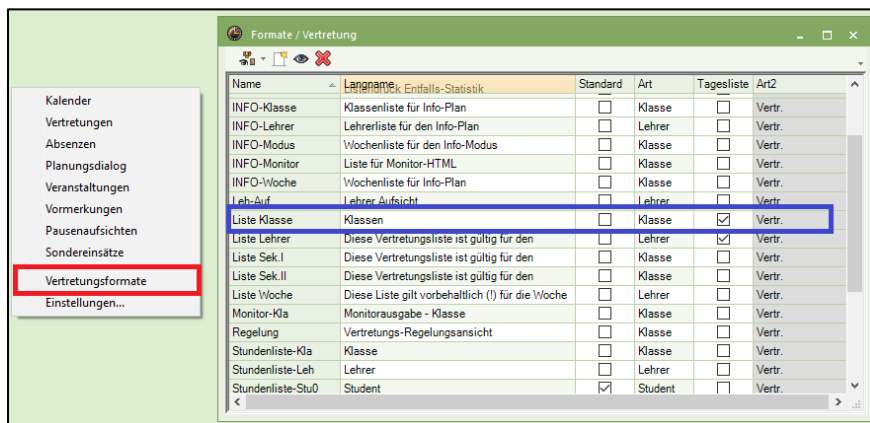 Formate / Vertretung
Name Langname Standard Art Tagesliste Art2
Listendruck Entfalls-Statistik
INFO-Klasse Klassenliste für Info-Plan Klasse Vertr.
INFO-Lehrer Lehrerliste für den Info-Plan Lehrer Vertr.
INFO-Modus Wochenliste für den Info-Modus Klasse Vertr.
INFO-Monitor Liste für Monitor-HTML Klasse Vertr.
INFO-Woche Wochenliste für Info-Plan Klasse Vertr.
Leh-Auf Lehrer Aufsicht Lehrer Vertr.
Liste Klasse Klassen Klasse Vertr.
Liste Lehrer Diese Vertretungsliste ist gültig für den Lehrer Vertr.
Liste Sek.I Diese Vertretungsliste ist gültig für den Klasse Vertr.
Liste Sek.II Diese Vertretungsliste ist gültig für den Klasse Vertr.
Liste Woche Diese Liste gilt vorbehaltlich (!) für die Woche Lehrer Vertr.
Monitor-Kla Monitorausgabe - Klasse Klasse Vertr.
Regelung Vertretungs-Regelungsansicht Klasse Vertr.
Stundenliste-Kla Klasse Klasse Vertr.
Stundenliste-Leh Lehrer Lehrer Vertr.
Stundenliste-Stu0 Student Student Vertr.
Kalender
Vertretungen
Absenzen
Planungsdialog
Veranstaltungen
Vormerkungen
Pausenaufsichten
Sondereinsätze
Vertretungsformate
Einstellungen...